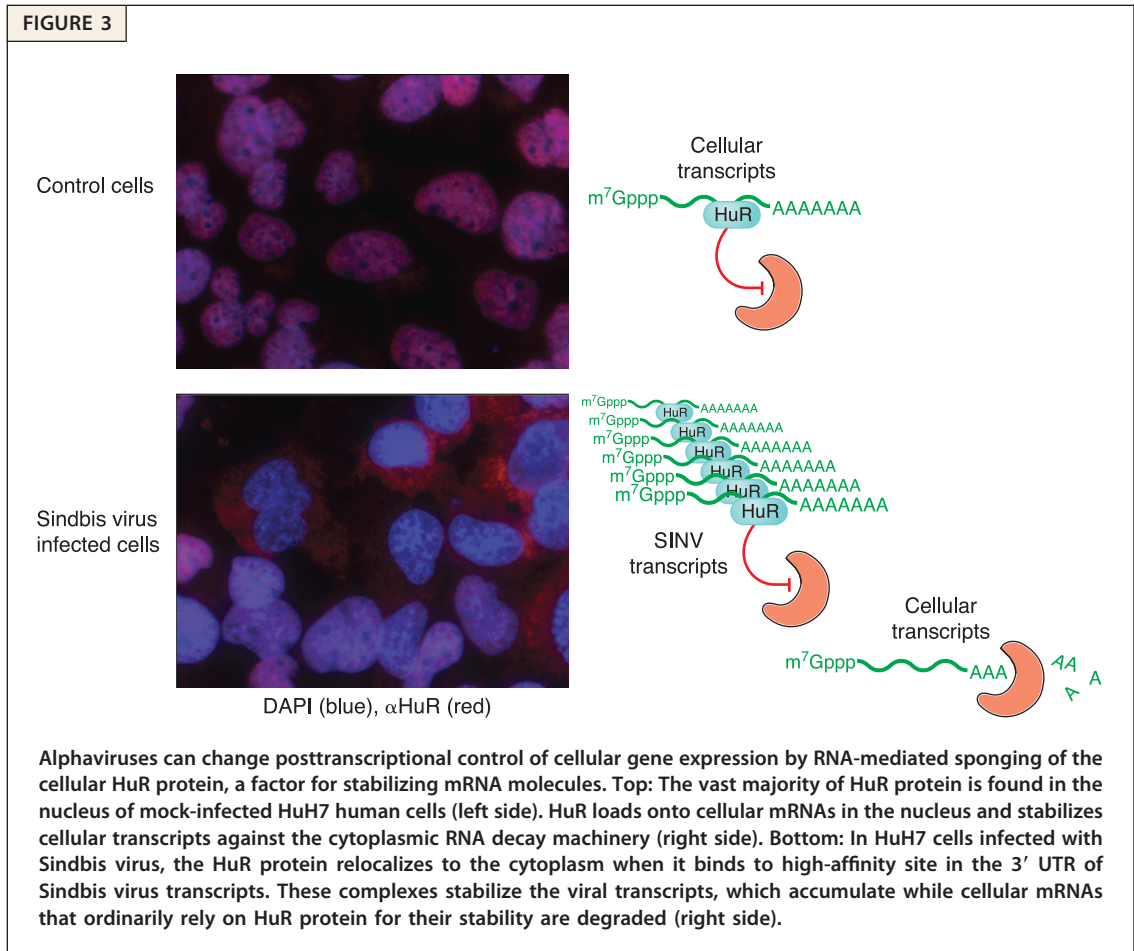 FIGURE 3
Control cells
Cellular
transcripts
m⁷Gppp
HuR
AAAAAAA
Sindbis virus
infected cells
m⁷Gppp HuR AAAAAAA
m⁷Gppp HuR AAAAAAA
m⁷Gppp HuR AAAAAAA
m⁷Gppp HuR AAAAAAA
m⁷Gppp HuR AAAAAAA
m⁷Gppp HuR AAAAAAA
SINV
transcripts
Cellular
transcripts
m⁷Gppp AAA AA A A
DAPI (blue), αHuR (red)
Alphaviruses can change posttranscriptional control of cellular gene expression by RNA-mediated sponging of the
cellular HuR protein, a factor for stabilizing mRNA molecules. Top: The vast majority of HuR protein is found in the
nucleus of mock-infected HuH7 human cells (left side). HuR loads onto cellular mRNAs in the nucleus and stabilizes
cellular transcripts against the cytoplasmic RNA decay machinery (right side). Bottom: In HuH7 cells infected with
Sindbis virus, the HuR protein relocalizes to the cytoplasm when it binds to high-affinity site in the 3′ UTR of
Sindbis virus transcripts. These complexes stabilize the viral transcripts, which accumulate while cellular mRNAs
that ordinarily rely on HuR protein for their stability are degraded (right side).